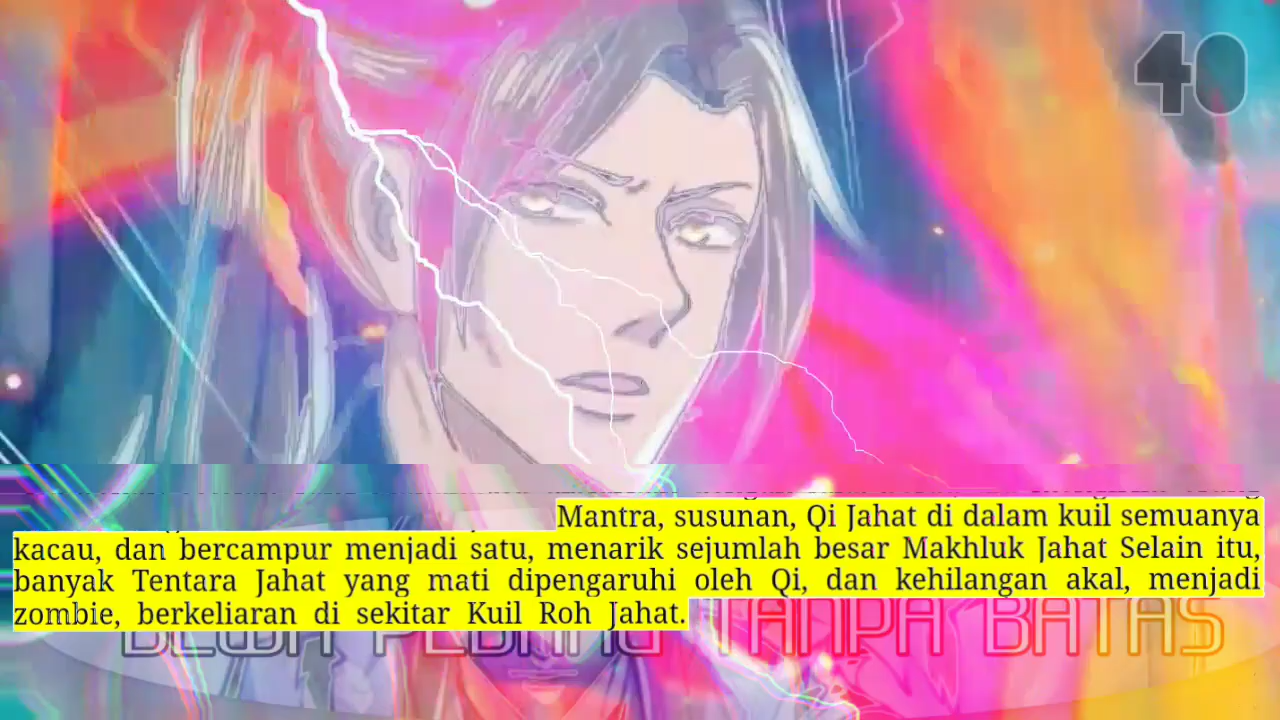 40
Mantra, susunan, Qi Jahat di dalam kuil semuanya
kacau, dan bercampur menjadi satu, menarik sejumlah besar Makhluk Jahat Selain itu,
banyak Tentara Jahat yang mati dipengaruhi oleh Qi, dan kehilangan akal, menjadi
zombie, berkeliaran di sekitar Kuil Roh Jahat.
DEWA PEDANG TANPA BATAS